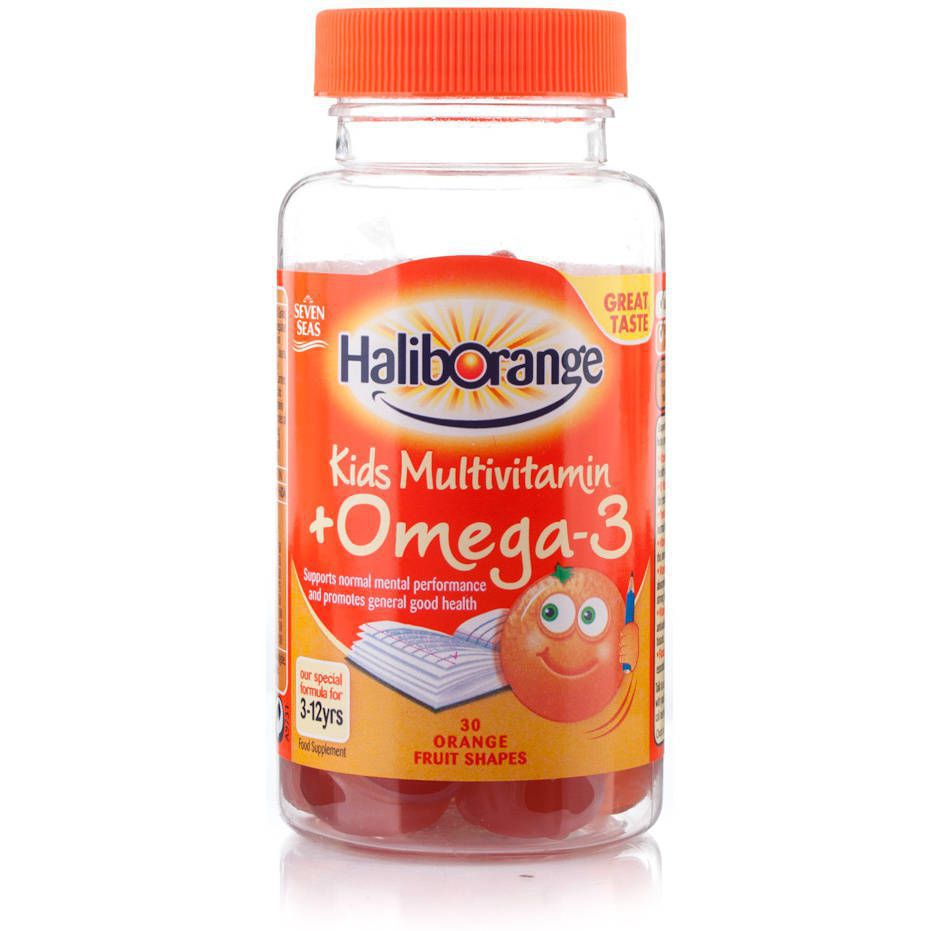 SEVEN
SEAS
GREAT
TASTE
Haliborange
Kids Multivitamin
+Omega-3
Supports normal mental performance
and promotes general good health
our special
formula for
3-12yrs
Food Supplement
30
ORANGE
FRUIT SHAPES